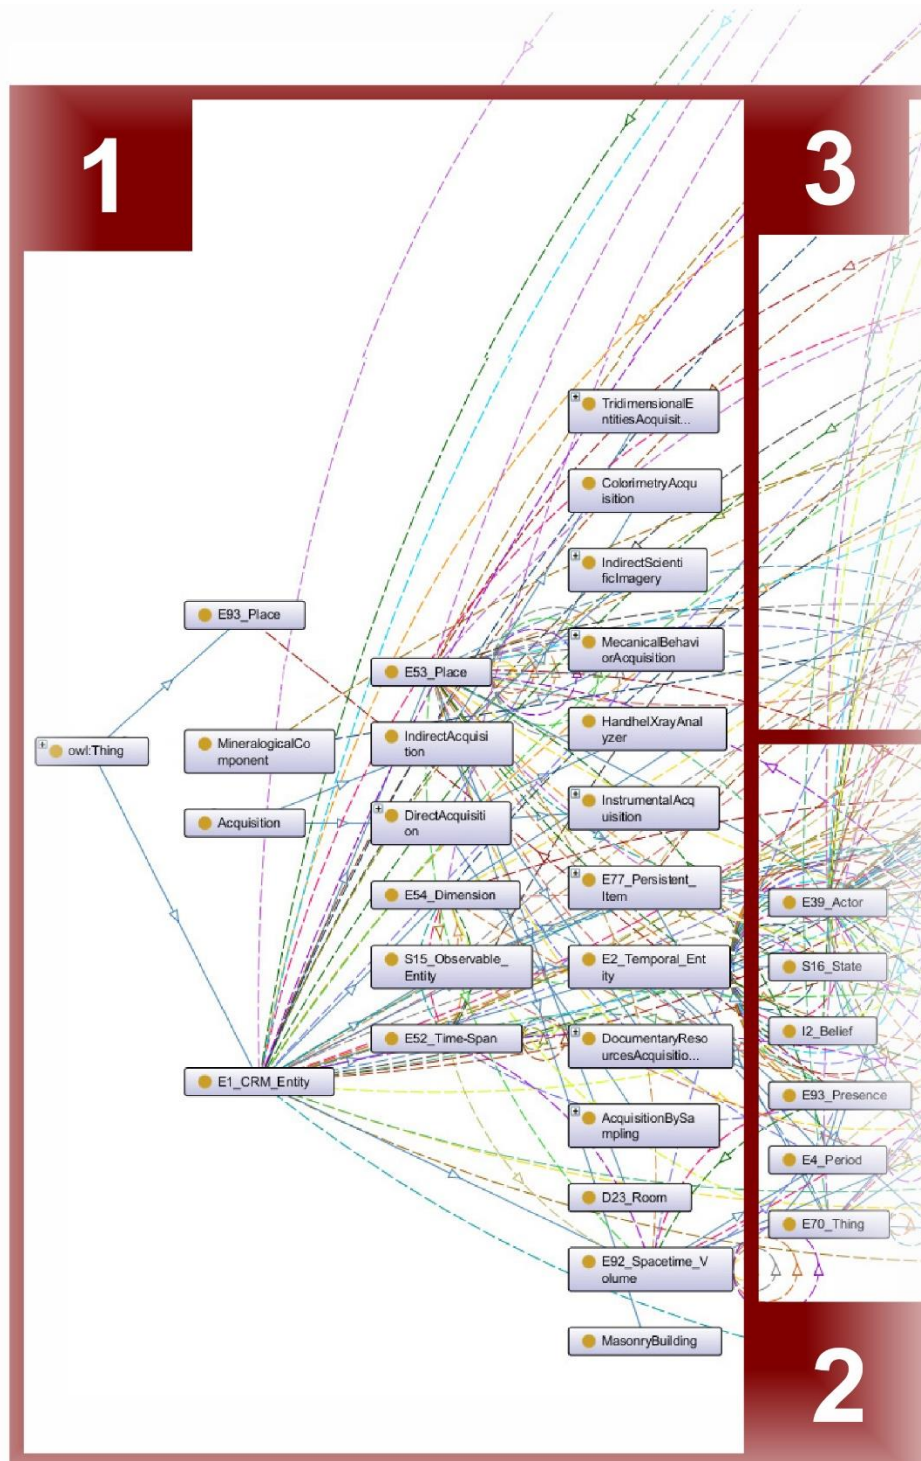 1
3
TridimensionalE
ntitiesAcquisit...
ColorimetryAcqu
isition
IndirectScienti
ficImagery
E93_Place
MecanicalBehavi
orAcquisition
E53_Place
owl:Thing
MineralogicalCo
mponent
IndirectAcquisi
tion
HandhelXrayAnal
yzer
Acquisition
DirectAcquisiti
on
InstrumentalAcq
uisition
E54_Dimension
E77_Persistent_
Item
E39_Actor
S15_Observable_
Entity
E2_Temporal_Ent
ity
S16_State
E52_Time-Span
DocumentaryReso
urcesAcquisitio...
I2_Belief
E1_CRM_Entity
AcquisitionBySa
mpling
E93_Presence
E4_Period
D23_Room
E70_Thing
E92_Spacetime_V
olume
MasonryBuilding
2